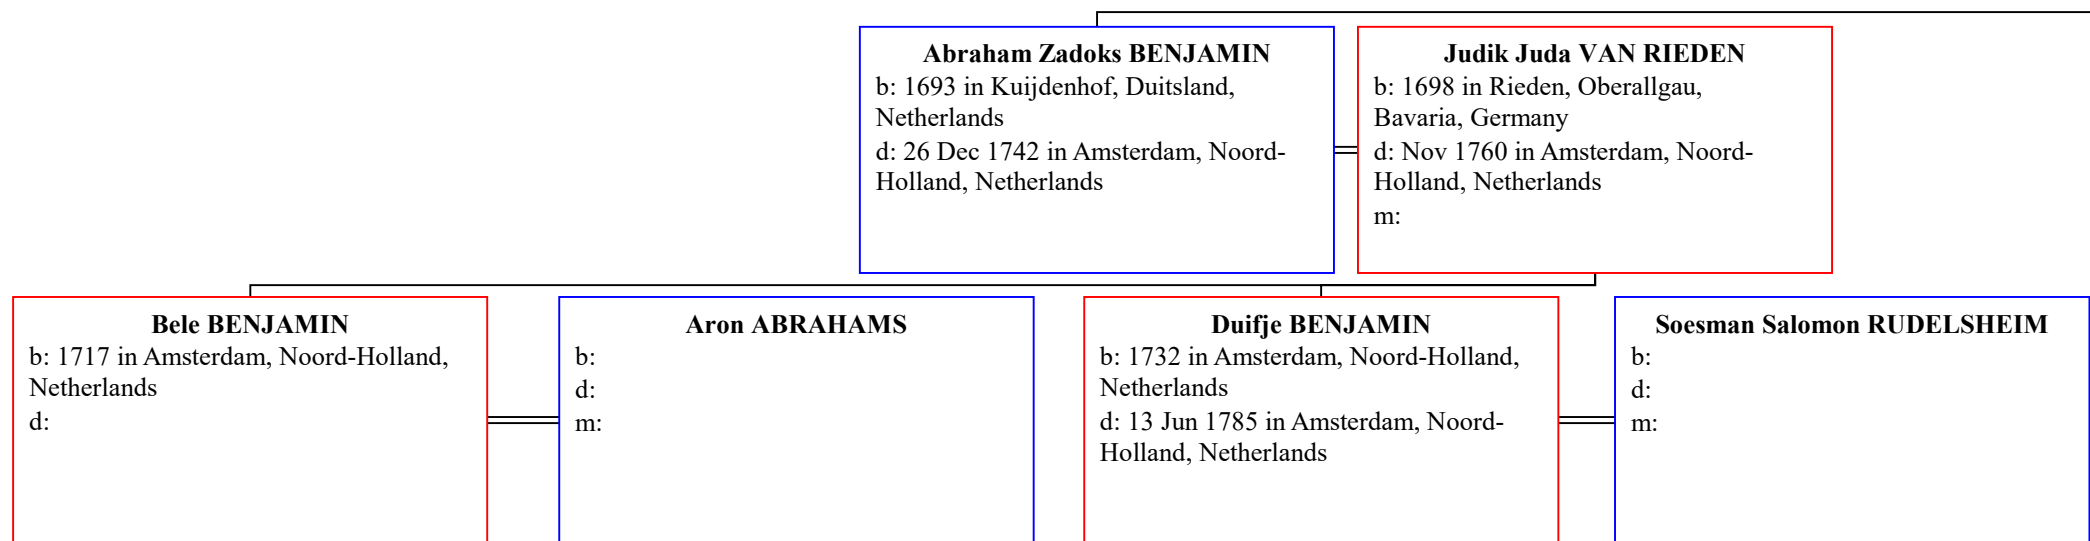 Abraham Zadoks BENJAMIN
b: 1693 in Kuijdenhof, Duitsland,
Netherlands
d: 26 Dec 1742 in Amsterdam, Noord-
Holland, Netherlands
Judik Juda VAN RIEDEN
b: 1698 in Rieden, Oberallgau,
Bavaria, Germany
d: Nov 1760 in Amsterdam, Noord-
Holland, Netherlands
m:
Bele BENJAMIN
b: 1717 in Amsterdam, Noord-Holland,
Netherlands
d:
Aron ABRAHAMS
b:
d:
m:
Duifje BENJAMIN
b: 1732 in Amsterdam, Noord-Holland,
Netherlands
d: 13 Jun 1785 in Amsterdam, Noord-
Holland, Netherlands
Soesman Salomon RUDELSHEIM
b:
d:
m: